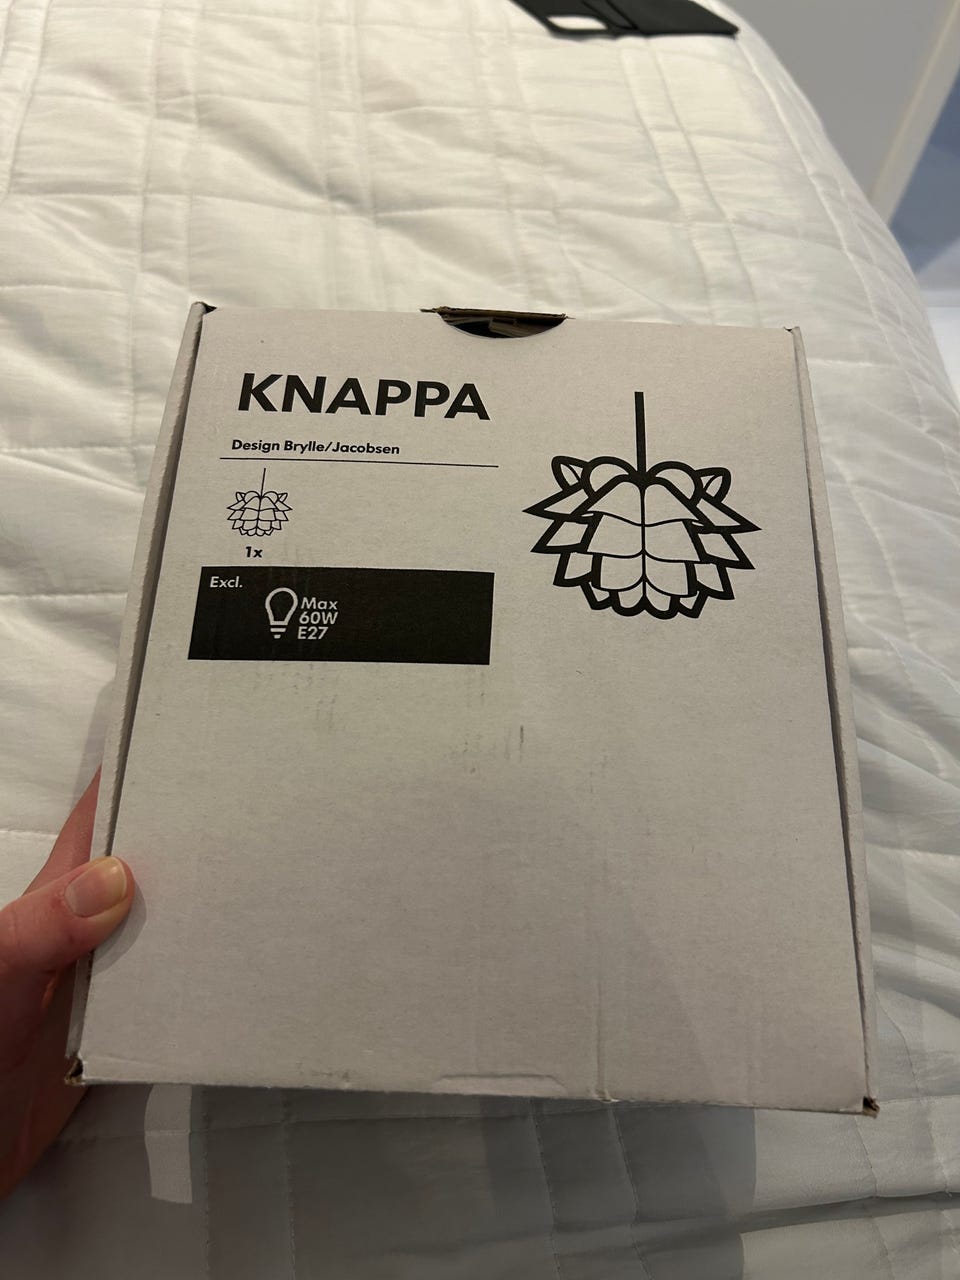 KNAPPA
Design Brylle/Jacobsen
1x
Excl.
Max
60W
E27